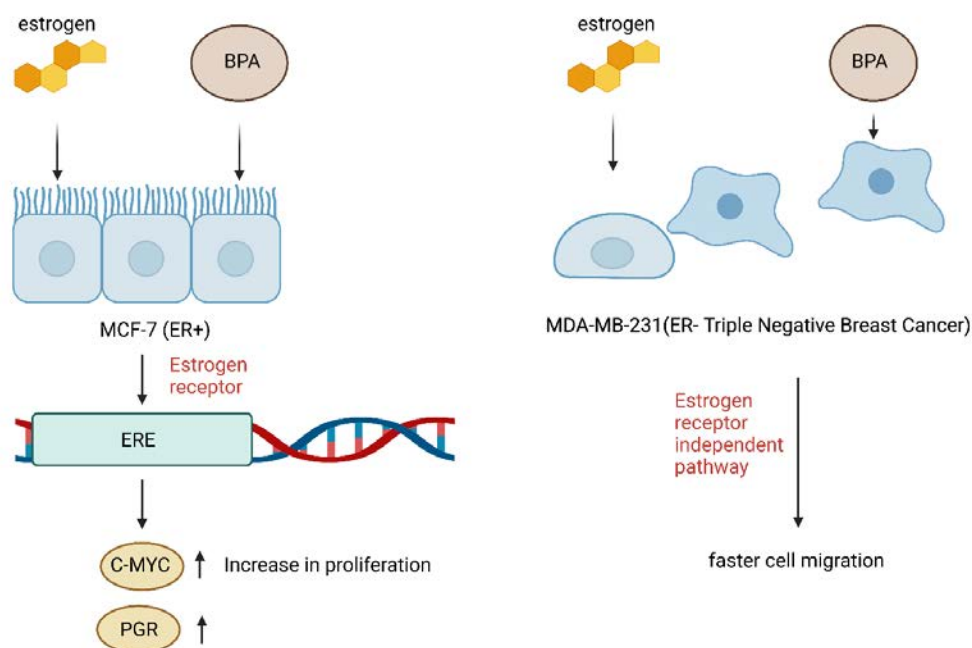 estrogen
BPA
MCF-7 (ER+)
Estrogen
receptor
ERE
C-MYC
Increase in proliferation
PGR
estrogen
BPA
MDA-MB-231(ER- Triple Negative Breast Cancer)
Estrogen
receptor
independent
pathway
faster cell migration